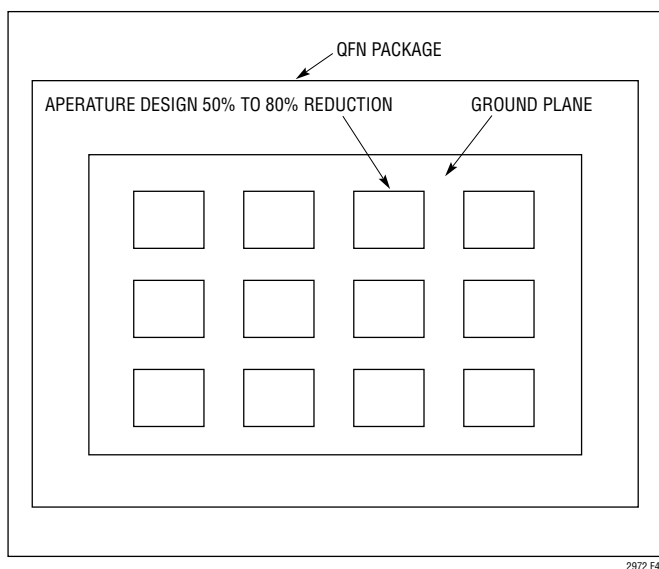 QFN PACKAGE
APERATURE DESIGN 50% TO 80% REDUCTION
GROUND PLANE
2972 F4